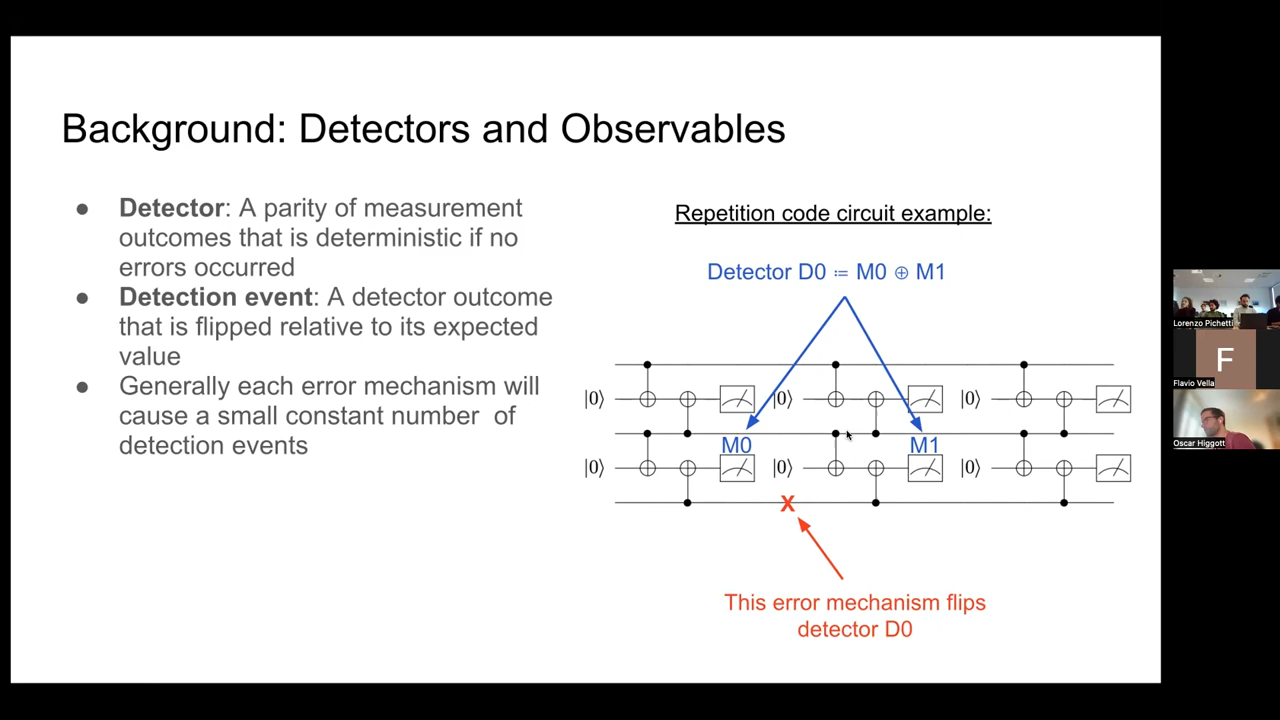 Background: Detectors and Observables
● Detector: A parity of measurement
outcomes that is deterministic if no
errors occurred
● Detection event: A detector outcome
that is flipped relative to its expected
value
● Generally each error mechanism will
cause a small constant number of
detection events
Repetition code circuit example:
Detector D0 ≔ M0 ⊕ M1
|0⟩ |0⟩ |0⟩
M0 M1
|0⟩ |0⟩ |0⟩
X
This error mechanism flips
detector D0
Lorenzo Pichetti
F
Flavio Vella
Oscar Higgott